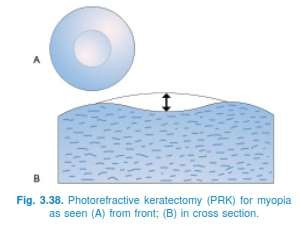 A
B
Fig. 3.38. Photorefractive keratectomy (PRK) for myopia
as seen (A) from front; (B) in cross section.